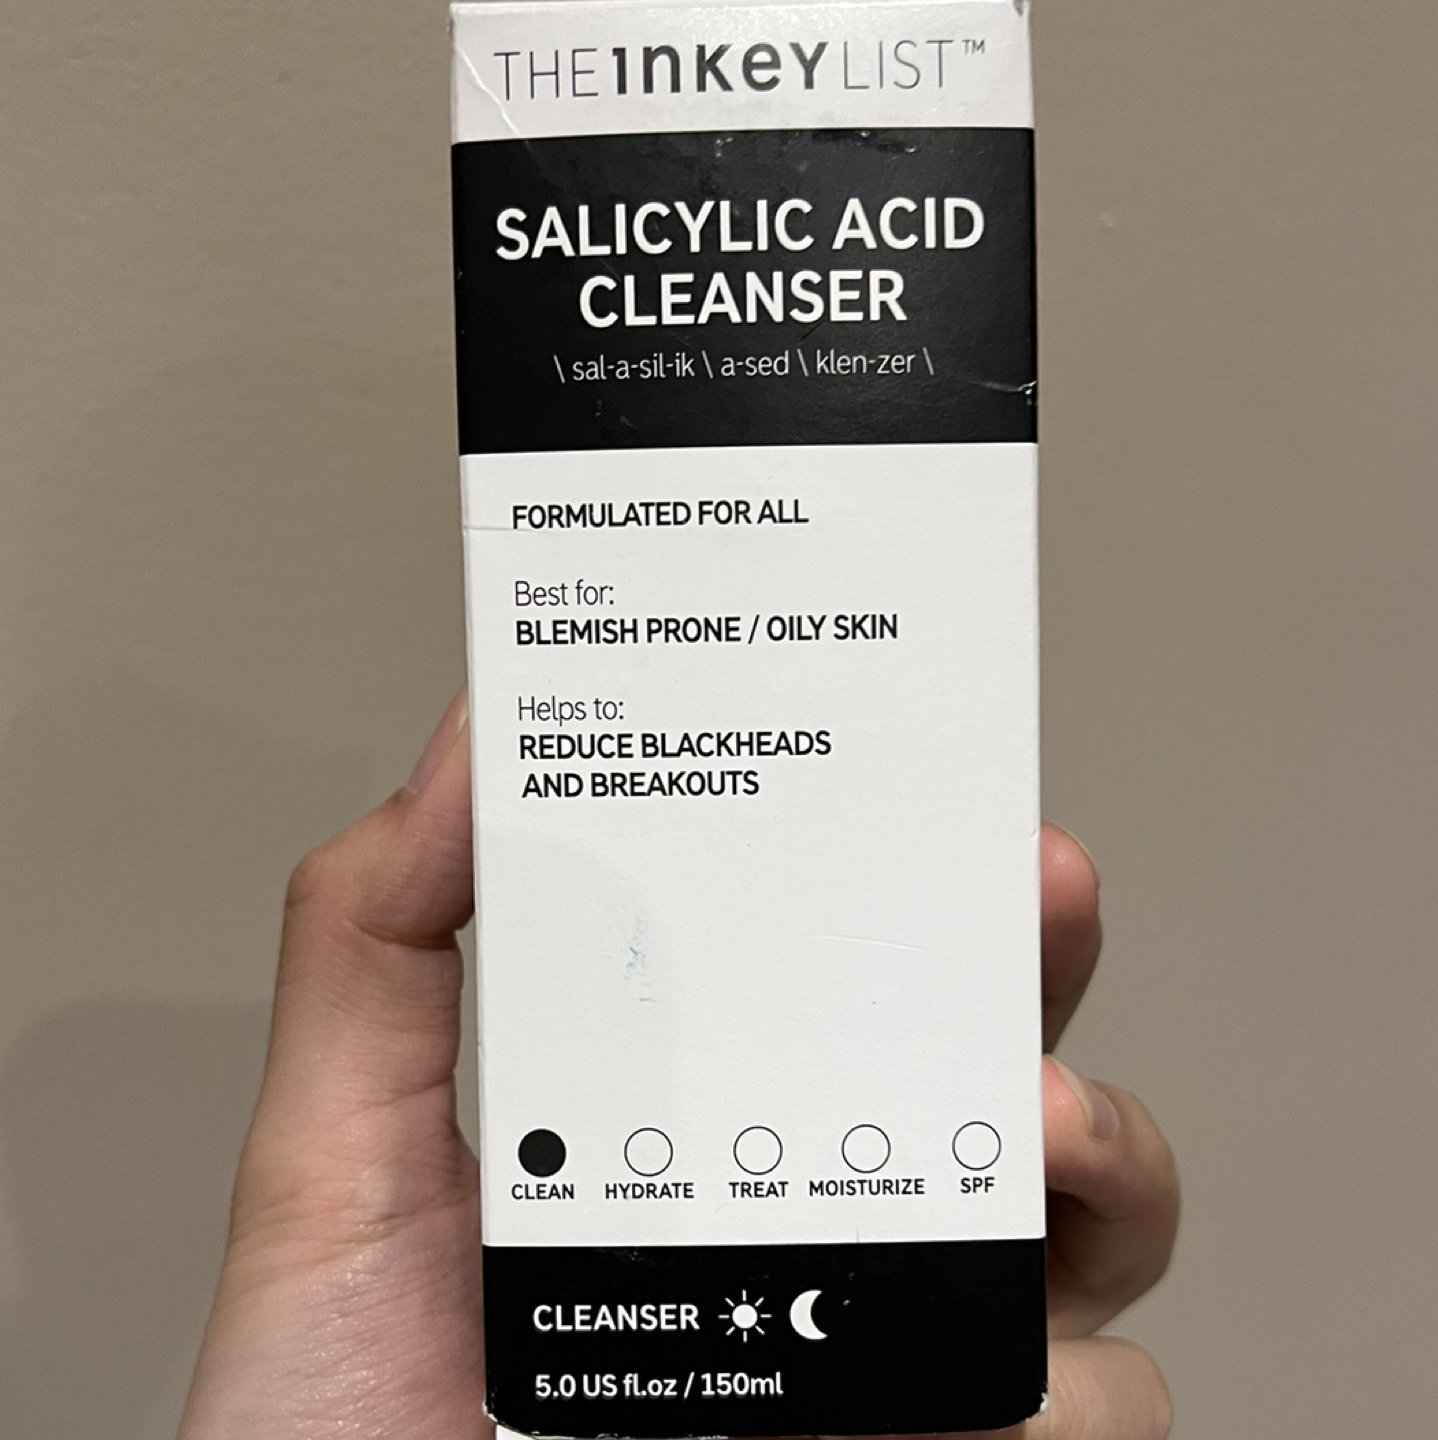 THE INKEY LIST™
SALICYLIC ACID
CLEANSER
\ sal-a-sil-ik \ a-sed \ klen-zer \
FORMULATED FOR ALL
Best for:
BLEMISH PRONE / OILY SKIN
Helps to:
REDUCE BLACKHEADS
AND BREAKOUTS
CLEAN HYDRATE TREAT MOISTURIZE SPF
CLEANSER
5.0 US fl.oz / 150ml